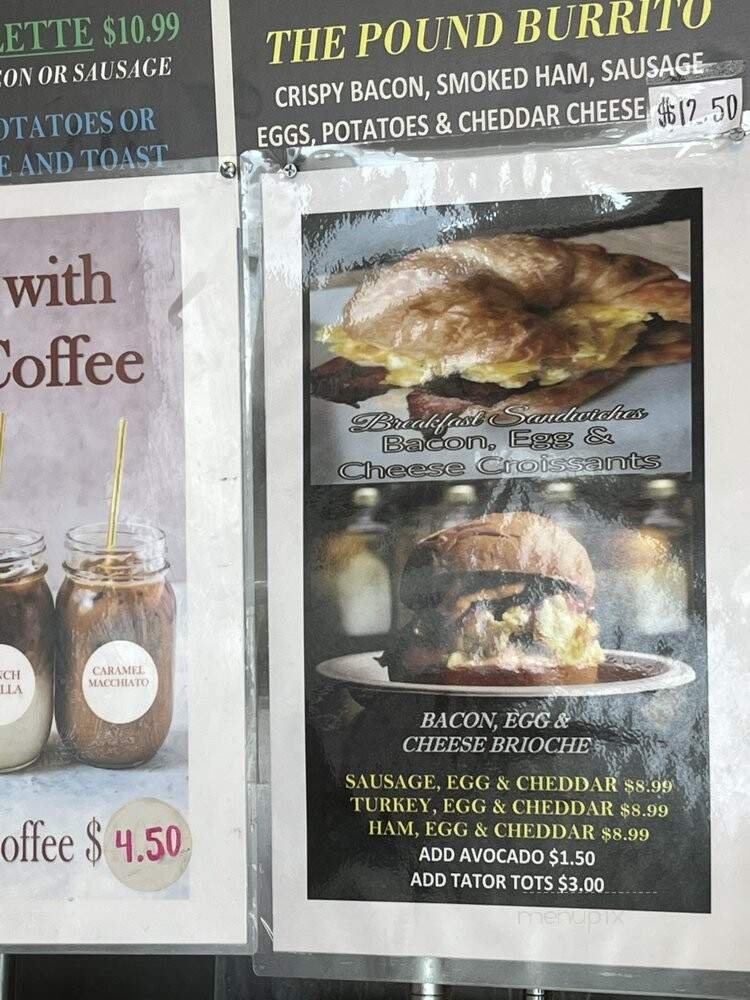 ETTE $10.99
ON OR SAUSAGE
OTATOES OR
E AND TOAST
with
Coffee
NCH
LLA
CARAMEL
MACCHIATO
offee $ 4.50
THE POUND BURRITO
CRISPY BACON, SMOKED HAM, SAUSAGE
EGGS, POTATOES & CHEDDAR CHEESE $12.50
Breakfast Sandwiches
Bacon, Egg &
Cheese Croissants
BACON, EGG &
CHEESE BRIOCHE
SAUSAGE, EGG & CHEDDAR $8.99
TURKEY, EGG & CHEDDAR $8.99
HAM, EGG & CHEDDAR $8.99
ADD AVOCADO $1.50
ADD TATOR TOTS $3.00
menupix